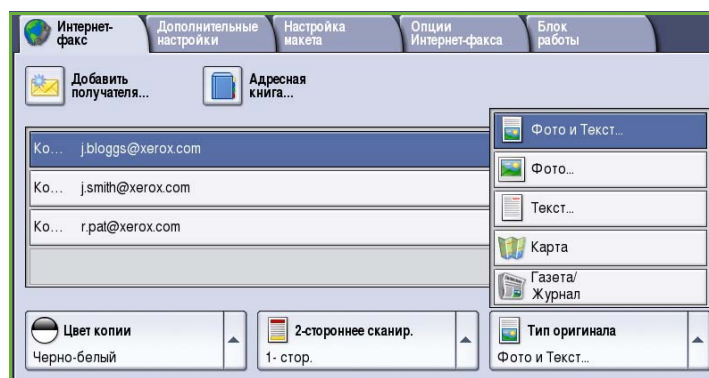 Интернет-
факс
Дополнительные
настройки
Настройка
макета
Опции
Интернет-факса
Блок
работы
Добавить
получателя...
Адресная
книга...
Ко... j.bloggs@xerox.com
Ко... j.smith@xerox.com
Ко... r.pat@xerox.com
Фото и Текст...
Фото...
Текст...
Карта
Газета/
Журнал
Цвет копии
Черно-белый
2-стороннее сканир.
1- стор.
Тип оригинала
Фото и Текст...